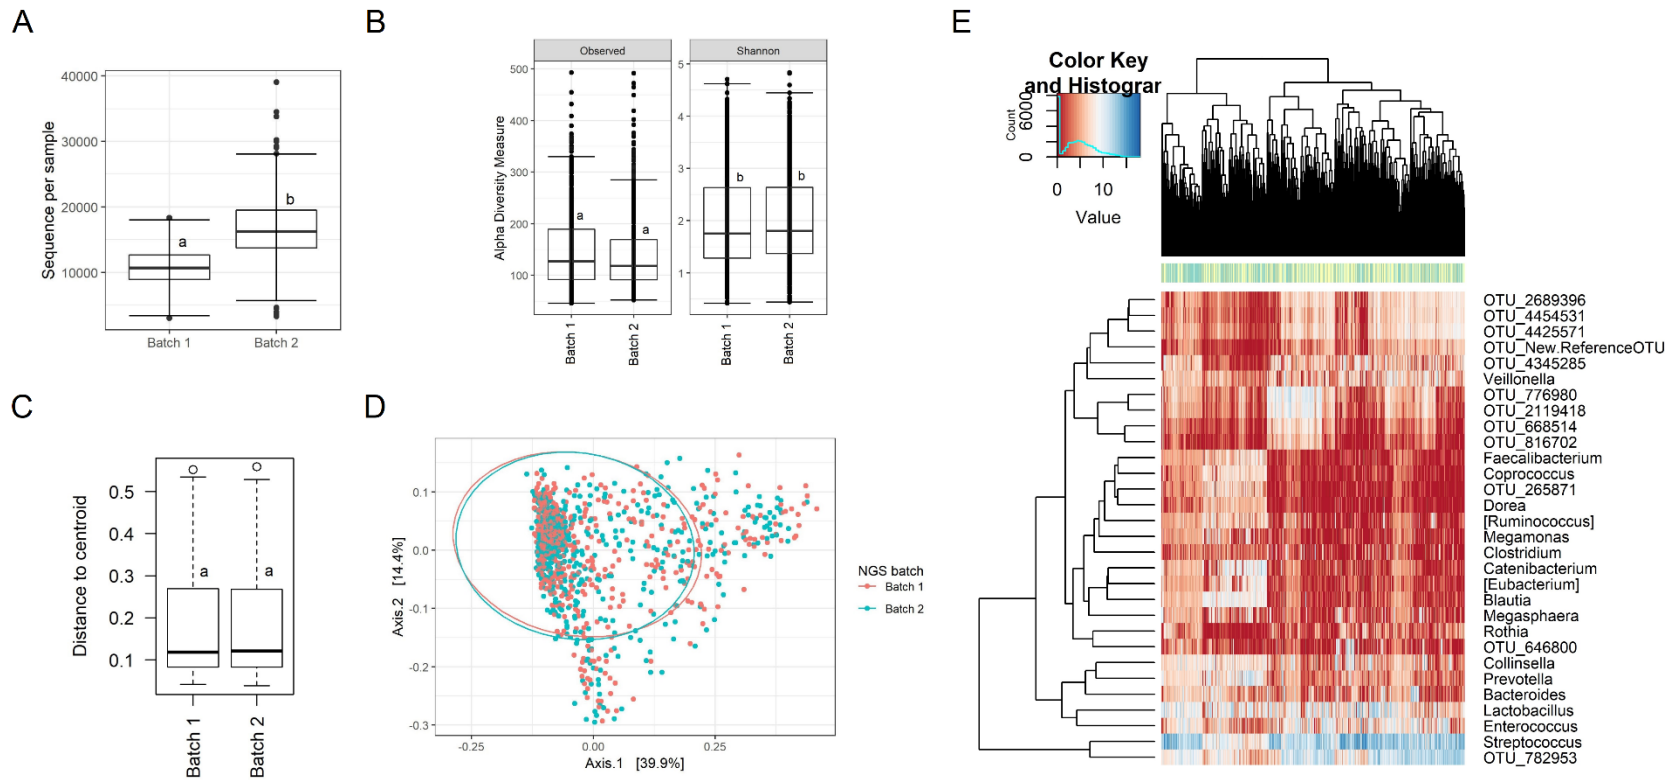 A
Sequence per sample
40000
30000
20000
10000
a
b
Batch 1
Batch 2
B
Observed
Shannon
Alpha Diversity Measure
500
400
300
200
100
a
a
5
4
3
2
1
b
b
Batch 1
Batch 2
Batch 1
Batch 2
C
Distance to centroid
0.5
0.4
0.3
0.2
0.1
a
a
Batch 1
Batch 2
D
Axis.2 [14.4%]
0.1
0.0
-0.1
-0.2
-0.3
-0.25
0.00
0.25
Axis.1 [39.9%]
NGS batch
Batch 1
Batch 2
E
Color Key
and Histogran
Count
6000
0
0
10
Value
OTU_2689396
OTU_4454531
OTU_4425571
OTU_New.ReferenceOTU
OTU_4345285
Veillonella
OTU_776980
OTU_2119418
OTU_668514
OTU_816702
Faecalibacterium
Coprococcus
OTU_265871
Dorea
[Ruminococcus]
Megamonas
Clostridium
Catenibacterium
[Eubacterium]
Blautia
Megasphaera
Rothia
OTU_646800
Collinsella
Prevotella
Bacteroides
Lactobacillus
Enterococcus
Streptococcus
OTU_782953